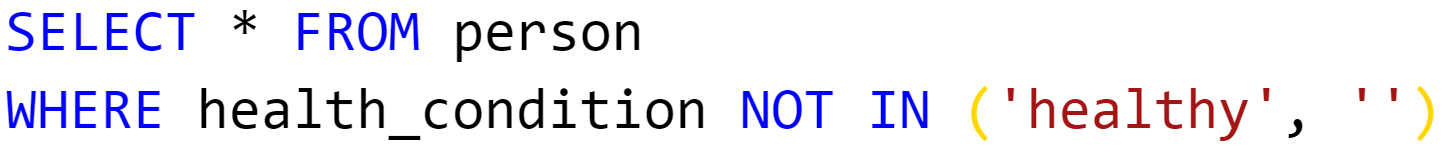 SELECT * FROM person
WHERE health_condition NOT IN ('healthy', '')